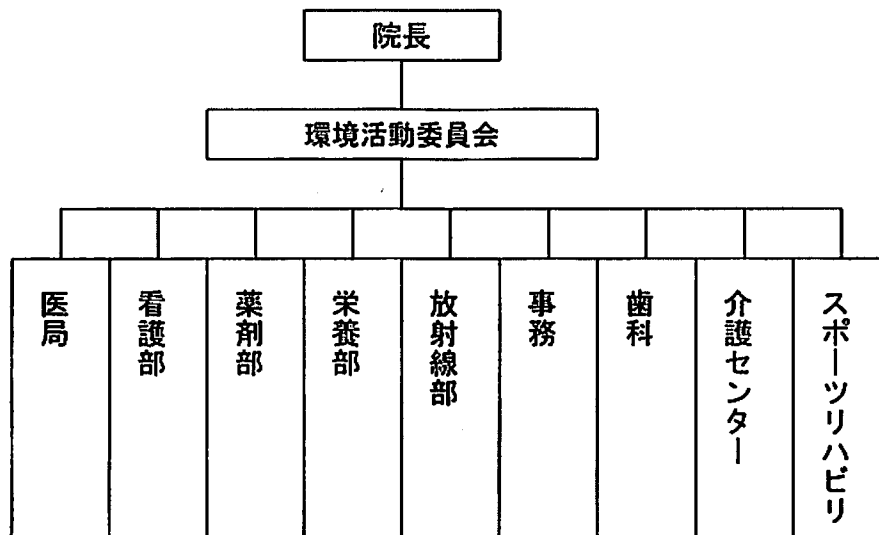 院長
環境活動委員会
医局
看護部
薬剤部
栄養部
放射線部
事務
歯科
介護センター
スポーツリハビリ